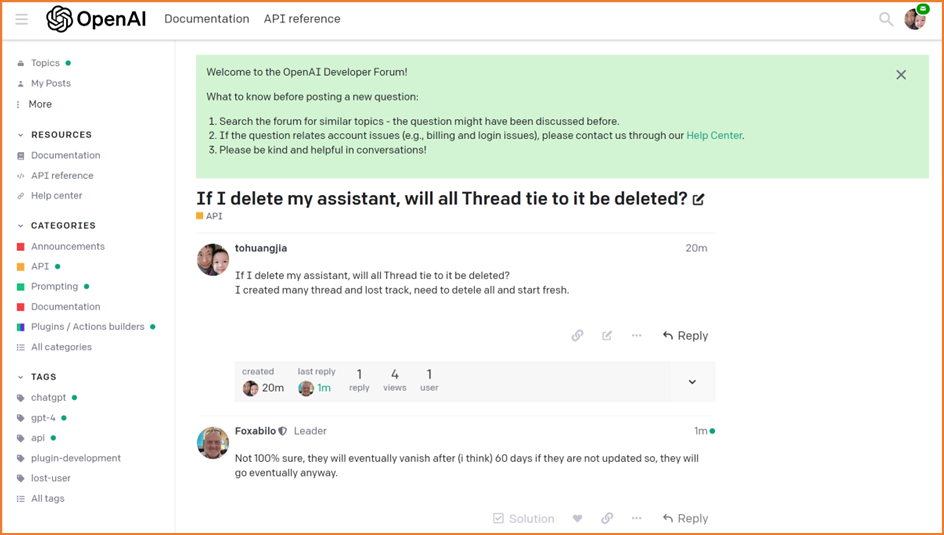 OpenAI
Documentation
API reference
Topics
My Posts
More
RESOURCES
Documentation
API reference
Help center
CATEGORIES
Announcements
API
Prompting
Documentation
Plugins / Actions builders
All categories
TAGS
chatgpt
gpt-4
api
plugin-development
lost-user
All tags
Welcome to the OpenAI Developer Forum!
What to know before posting a new question:
1. Search the forum for similar topics - the question might have been discussed before.
2. If the question relates account issues (e.g., billing and login issues), please contact us through our Help Center.
3. Please be kind and helpful in conversations!
If I delete my assistant, will all Thread tie to it be deleted?
API
tohuangjia
20m
If I delete my assistant, will all Thread tie to it be deleted?
I created many thread and lost track, need to detele all and start fresh.
Reply
created
last reply
1
4
1
20m
1m
reply
views
user
Foxabilo
Leader
1m
Not 100% sure, they will eventually vanish after (i think) 60 days if they are not updated so, they will
go eventually anyway.
Solution
Reply